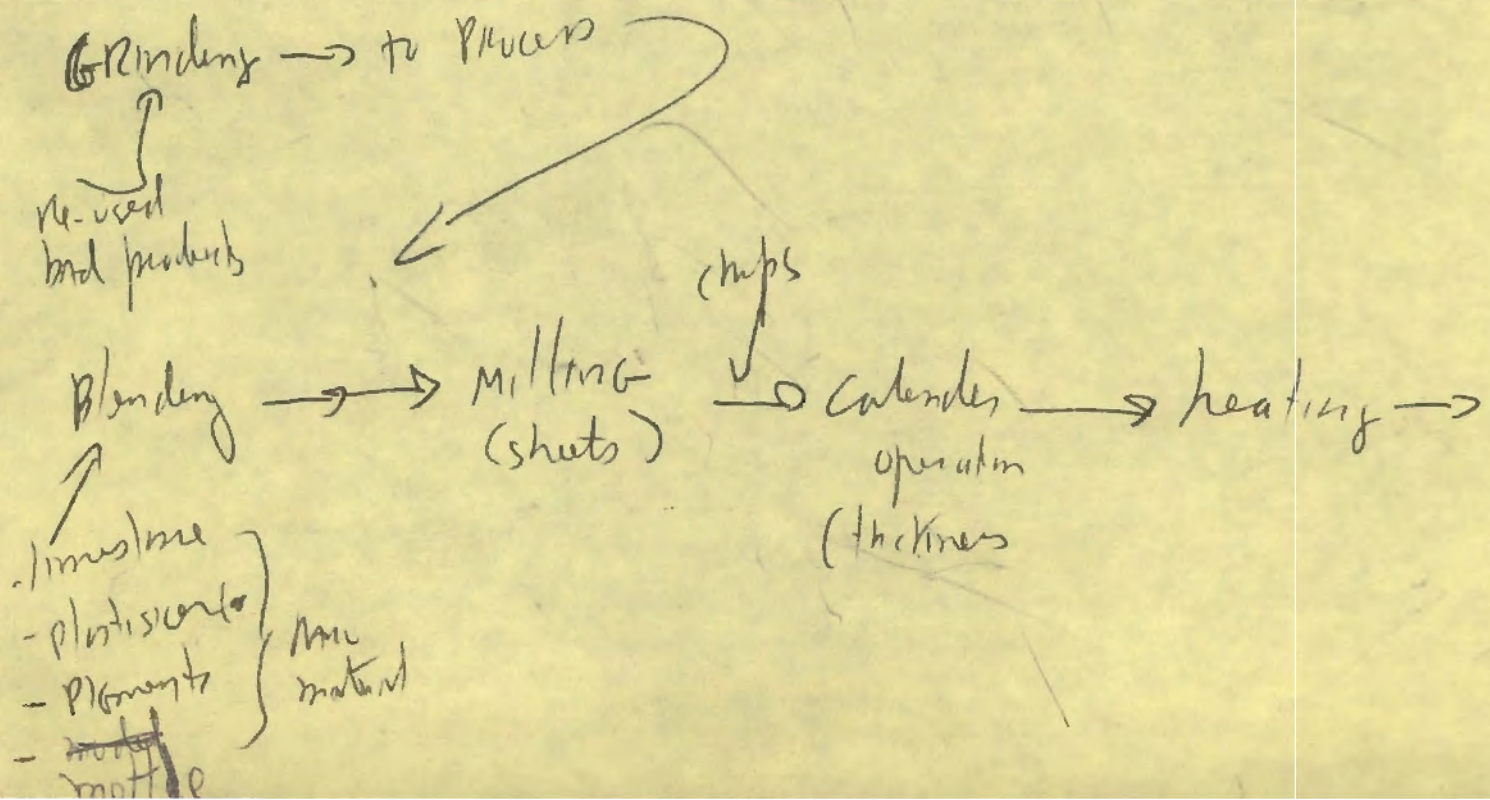 Grinding → to Process
re-used
bad products
chips
Blending → → Milling → Calender → heating →
(sheets)
operation
(thickness
- limestone
- Pigments
raw
material
mottle